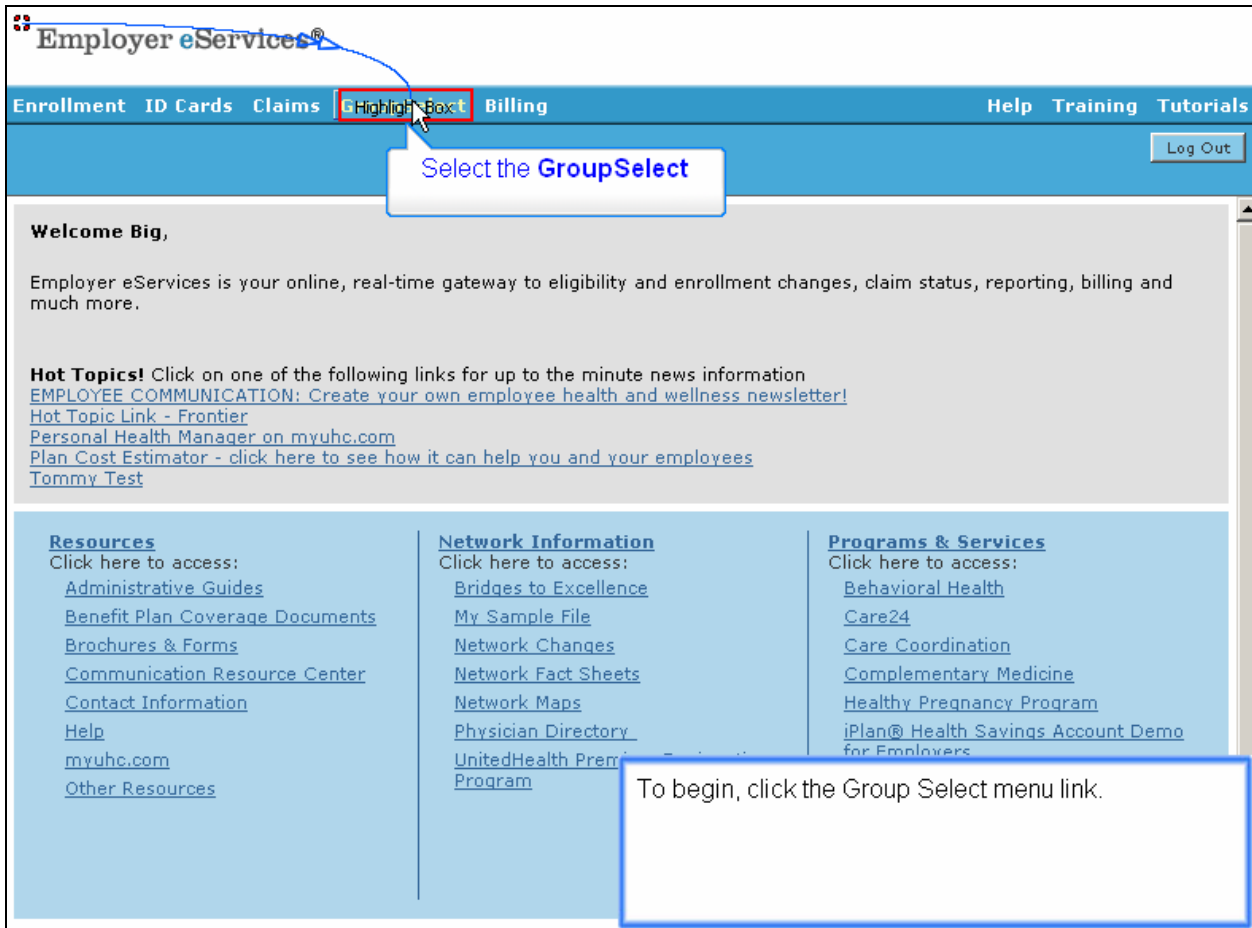 Employer eServices®
Enrollment ID Cards Claims Highlight Box Billing Help Training Tutorials
Log Out
Select the GroupSelect
Welcome Big,
Employer eServices is your online, real-time gateway to eligibility and enrollment changes, claim status, reporting, billing and
much more.
Hot Topics! Click on one of the following links for up to the minute news information
EMPLOYEE COMMUNICATION: Create your own employee health and wellness newsletter!
Hot Topic Link - Frontier
Personal Health Manager on myuhc.com
Plan Cost Estimator - click here to see how it can help you and your employees
Tommy Test
Resources
Click here to access:
Administrative Guides
Benefit Plan Coverage Documents
Brochures & Forms
Communication Resource Center
Contact Information
Help
myuhc.com
Other Resources
Network Information
Click here to access:
Bridges to Excellence
My Sample File
Network Changes
Network Fact Sheets
Network Maps
Physician Directory
UnitedHealth
Program
Programs & Services
Click here to access:
Behavioral Health
Care24
Care Coordination
Complementary Medicine
Healthy Pregnancy Program
iPlan® Health Savings Account Demo
for Employers
To begin, click the Group Select menu link.